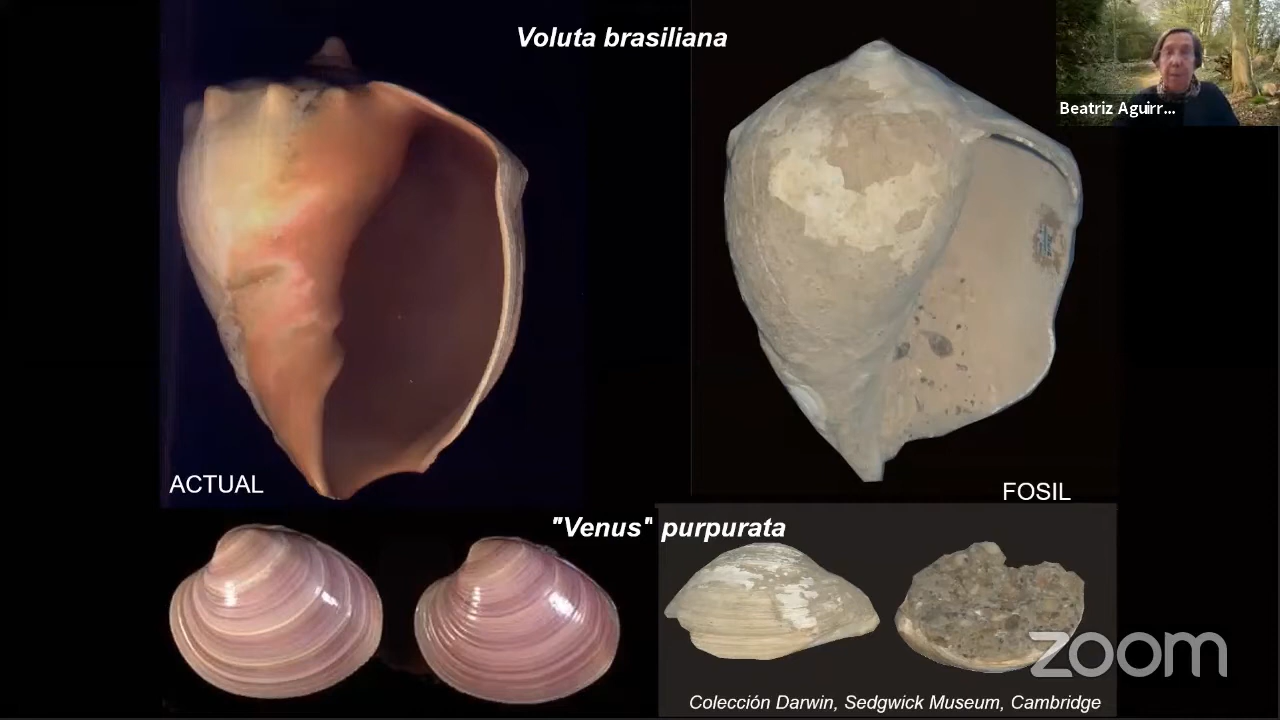 Voluta brasiliana
Beatriz Aguirr...
ACTUAL
FOSIL
"Venus" purpurata
zoom
Colección Darwin, Sedgwick Museum, Cambridge